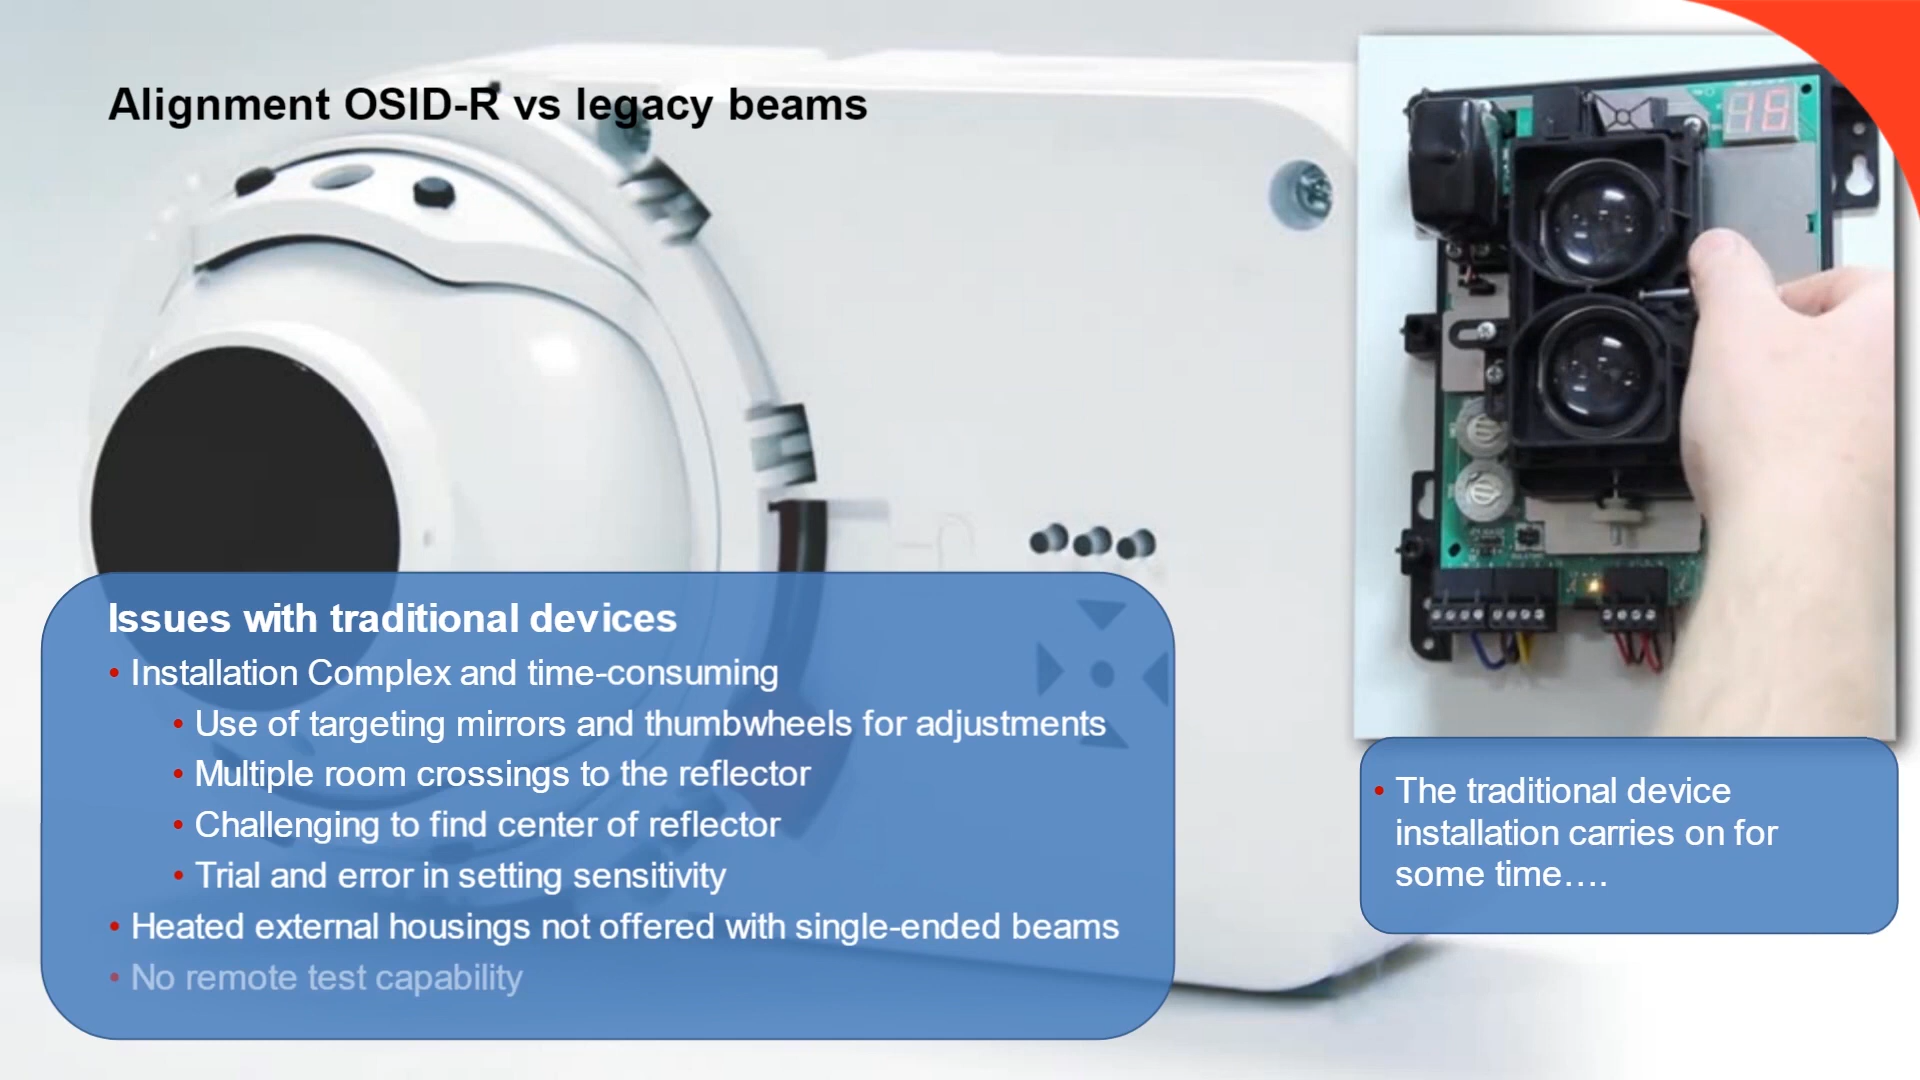 Alignment OSID-R vs legacy beams
16
Issues with traditional devices
• Installation Complex and time-consuming
• Use of targeting mirrors and thumbwheels for adjustments
• Multiple room crossings to the reflector
• Challenging to find center of reflector
• Trial and error in setting sensitivity
• Heated external housings not offered with single-ended beams
• No remote test capability
• The traditional device
installation carries on for
some time….